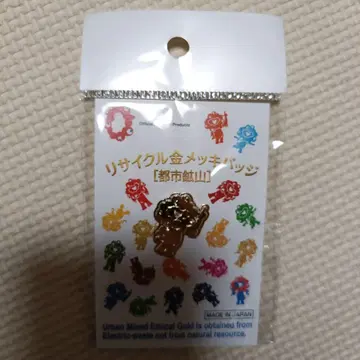 リサイクル金メッキバッジ
[都市鉱山]
MADE IN JAPAN
Urban Mined Ethical Gold is obtained from
Electric-waste not from natural resource.